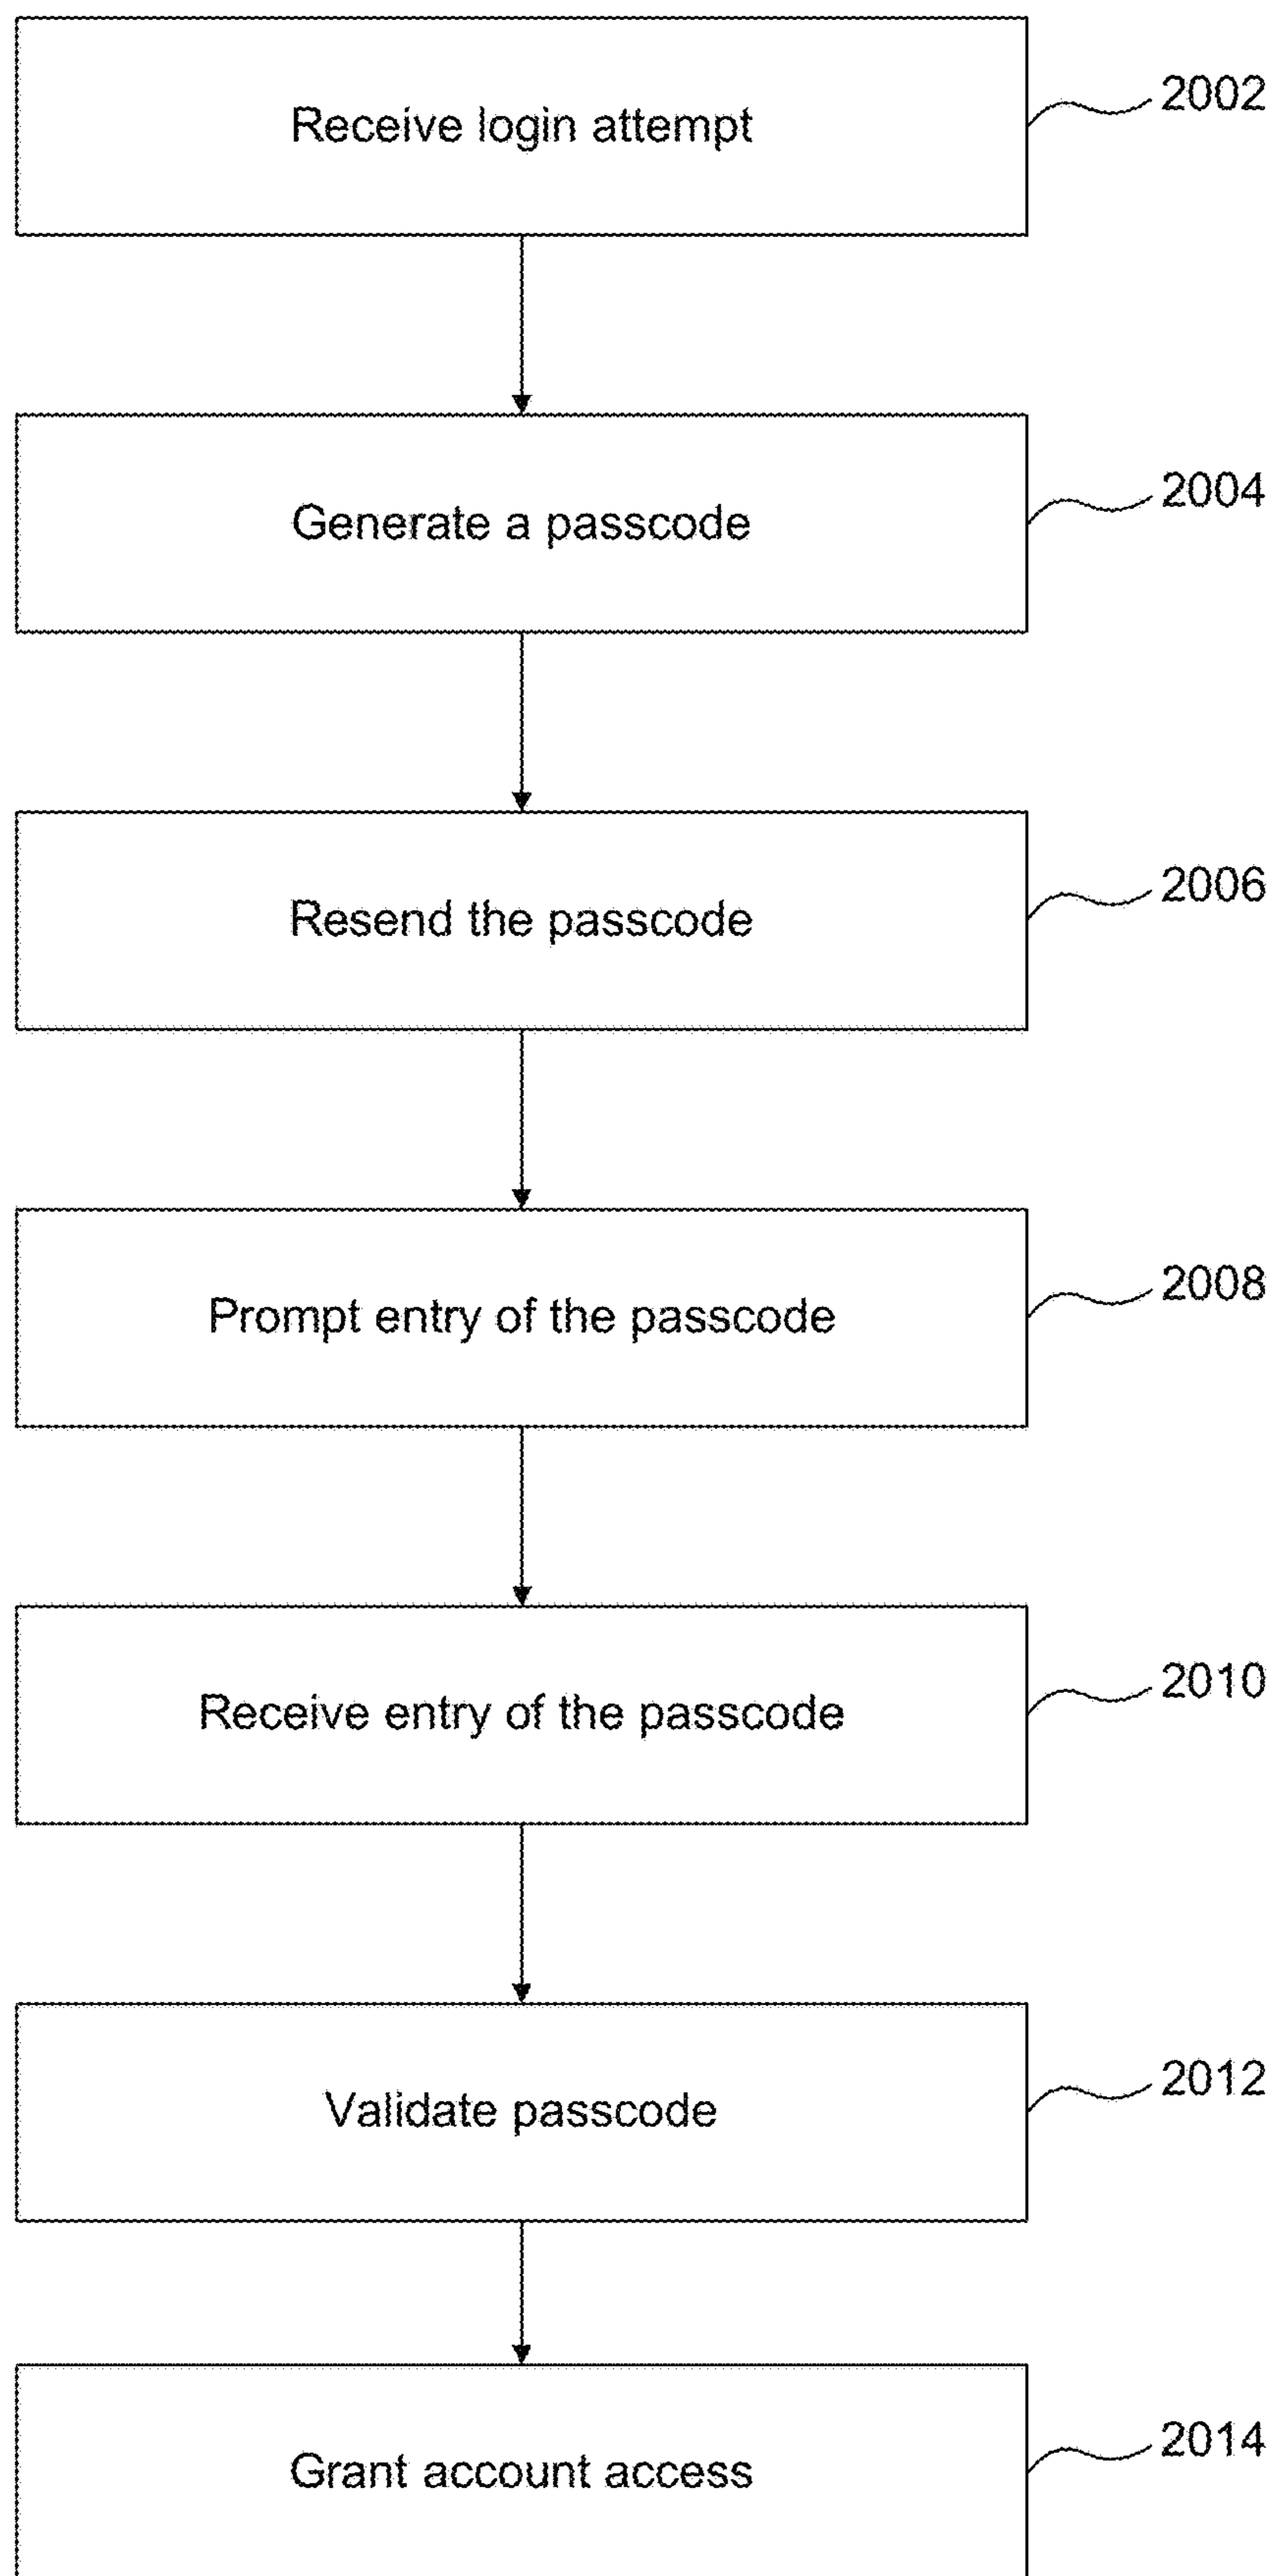 Receive login attempt
2002
Generate a passcode
2004
Resend the passcode
2006
Prompt entry of the passcode
2008
Receive entry of the passcode
2010
Validate passcode
2012
Grant account access
2014